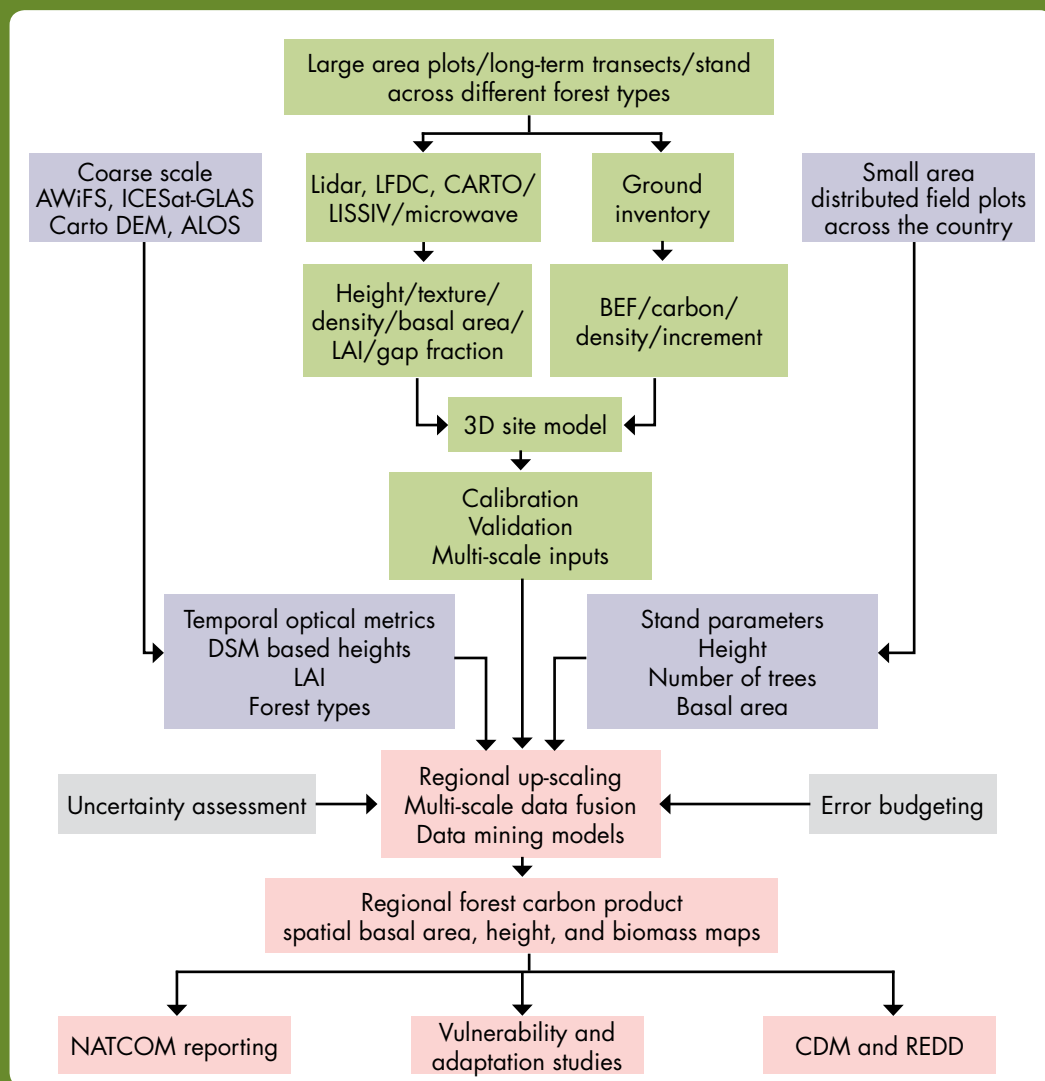 Large area plots/long-term transects/stand
across different forest types
Coarse scale
AWiFS, ICESat-GLAS
Carto DEM, ALOS
Lidar, LFDC, CARTO/
LISSIV/microwave
Ground
inventory
Small area
distributed field plots
across the country
Height/texture/
density/basal area/
LAI/gap fraction
BEF/carbon/
density/increment
3D site model
Calibration
Validation
Multi-scale inputs
Temporal optical metrics
DSM based heights
LAI
Forest types
Stand parameters
Height
Number of trees
Basal area
Uncertainty assessment
Regional up-scaling
Multi-scale data fusion
Data mining models
Error budgeting
Regional forest carbon product
spatial basal area, height, and biomass maps
NATCOM reporting
Vulnerability and
adaptation studies
CDM and REDD